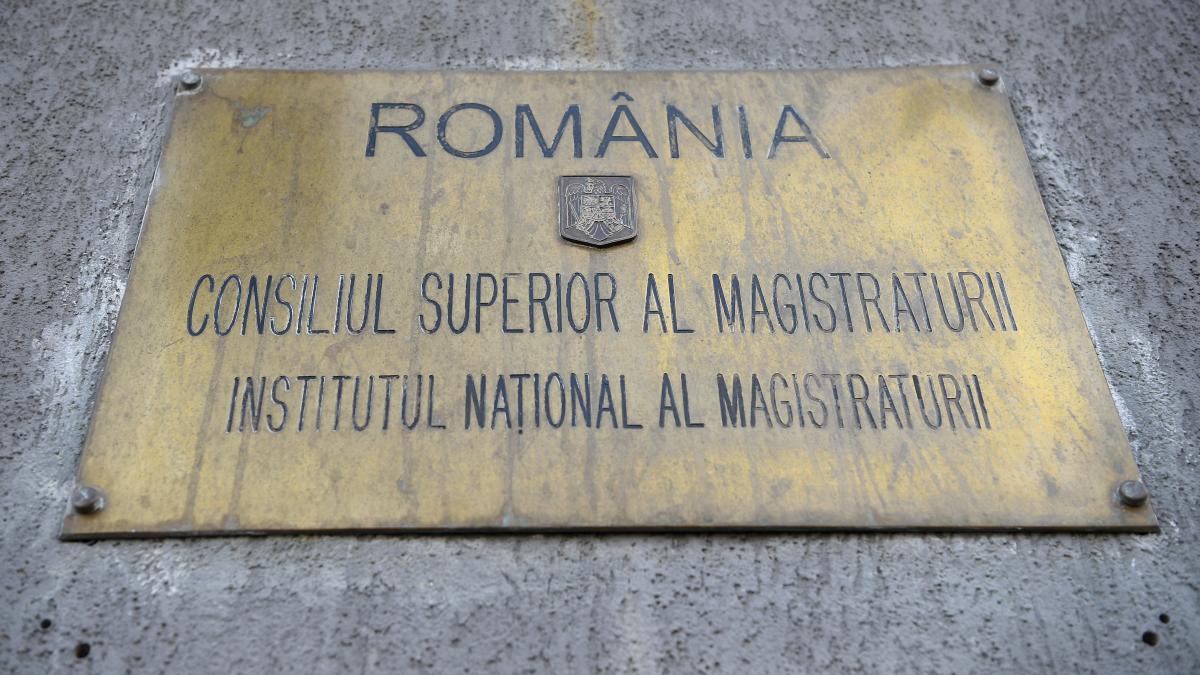 ROMÂNIA
CONSILIUL SUPERIOR AL MAGISTRATURII
INSTITUTUL NAȚIONAL AL MAGISTRATURII